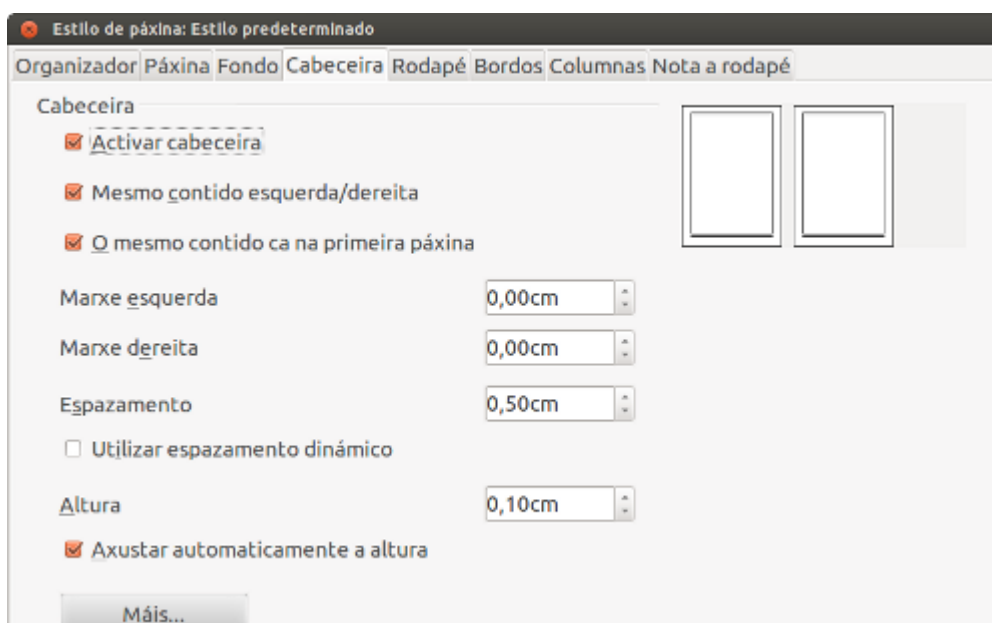 Estilo de páxina: Estilo predeterminado
Organizador Páxina Fondo Cabeceira Rodapé Bordos Columnas Nota a rodapé
Cabeceira
Activar cabeceira
Mesmo contido esquerda/dereita
O mesmo contido ca na primeira páxina
Marxe esquerda 0,00cm
Marxe dereita 0,00cm
Espazamento 0,50cm
Utilizar espazamento dinámico
Altura 0,10cm
Axustar automaticamente a altura
Máis...